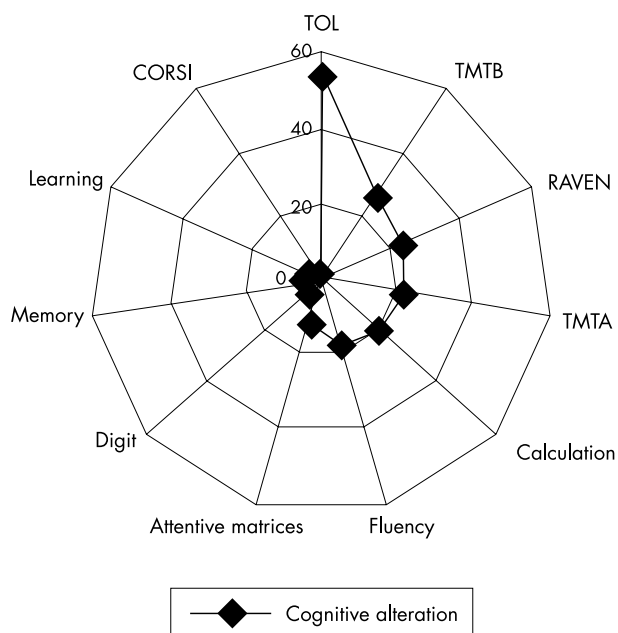 TOL
60
CORSI
TMTB
40
Learning
RAVEN
20
0
Memory
TMTA
Digit
Calculation
Attentive matrices
Fluency
Cognitive alteration